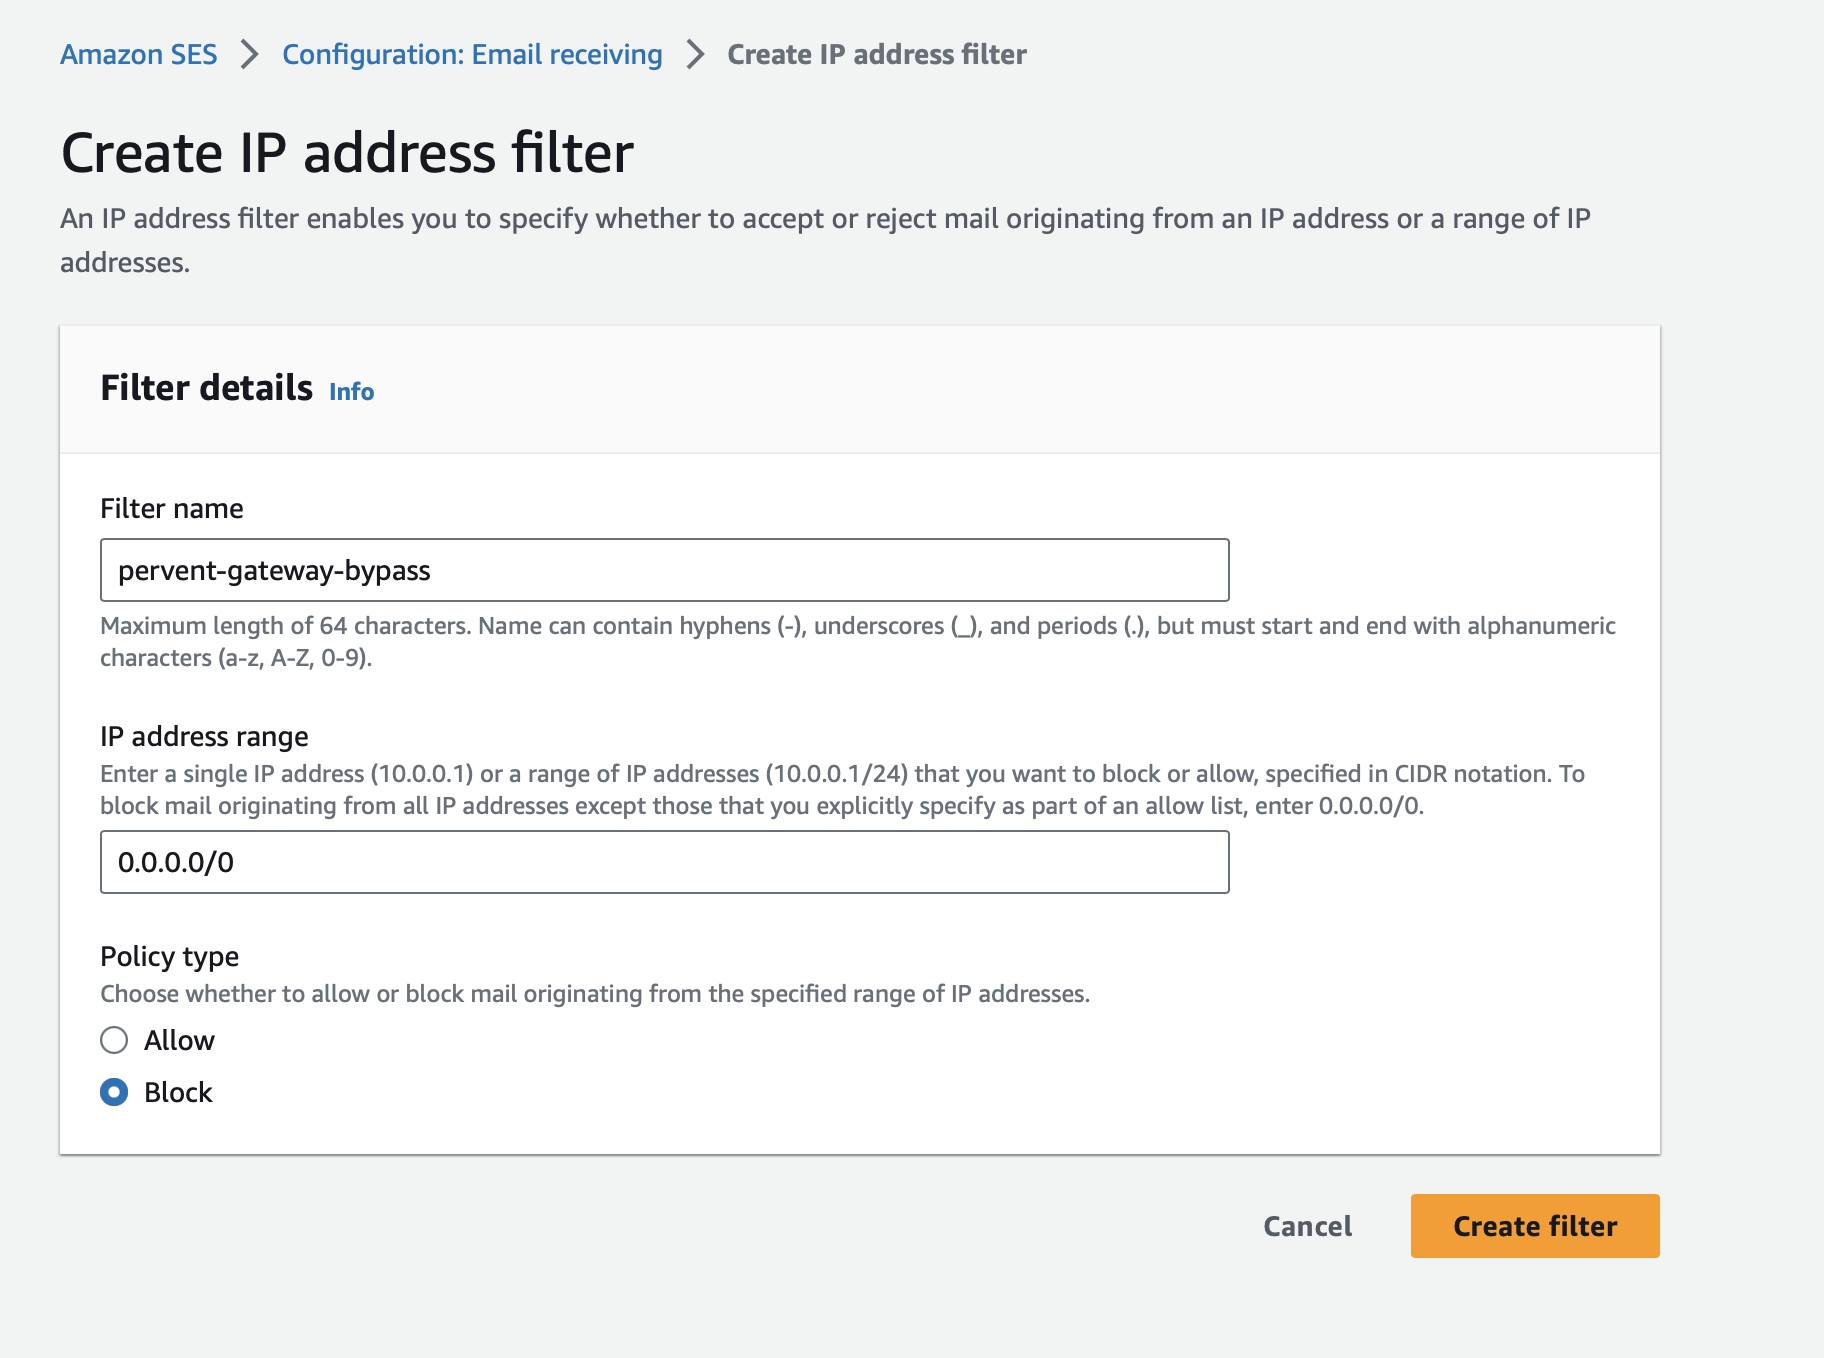 Amazon SES > Configuration: Email receiving > Create IP address filter
Create IP address filter
An IP address filter enables you to specify whether to accept or reject mail originating from an IP address or a range of IP
addresses.
Filter details Info
Filter name
pervent-gateway-bypass
Maximum length of 64 characters. Name can contain hyphens (-), underscores (_), and periods (.), but must start and end with alphanumeric
characters (a-z, A-Z, 0-9).
IP address range
Enter a single IP address (10.0.0.1) or a range of IP addresses (10.0.0.1/24) that you want to block or allow, specified in CIDR notation. To
block mail originating from all IP addresses except those that you explicitly specify as part of an allow list, enter 0.0.0.0/0.
0.0.0.0/0
Policy type
Choose whether to allow or block mail originating from the specified range of IP addresses.
Allow
Block
Cancel Create filter